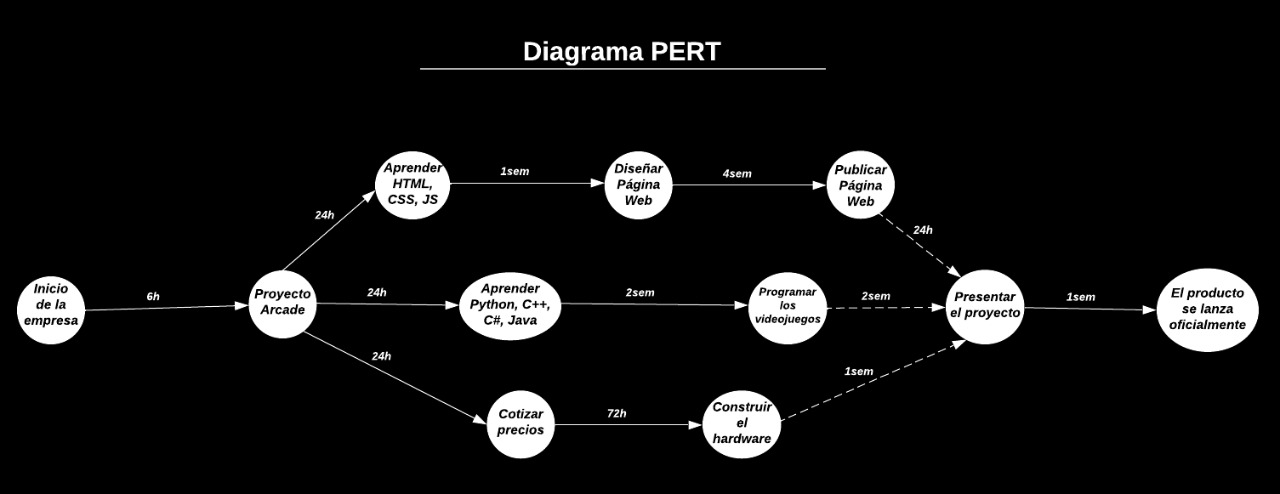 Diagrama PERT
Aprender
HTML,
CSS, JS
1sem
Diseñar
Página
Web
4sem
Publicar
Página
Web
24h
24h
Inicio
de la
empresa
6h
Proyecto
Arcade
24h
Aprender
Python, C++,
C#, Java
2sem
Programar
los
videojuegos
2sem
Presentar
el proyecto
1sem
El producto
se lanza
oficialmente
24h
Cotizar
precios
72h
Construir
el
hardware
1sem